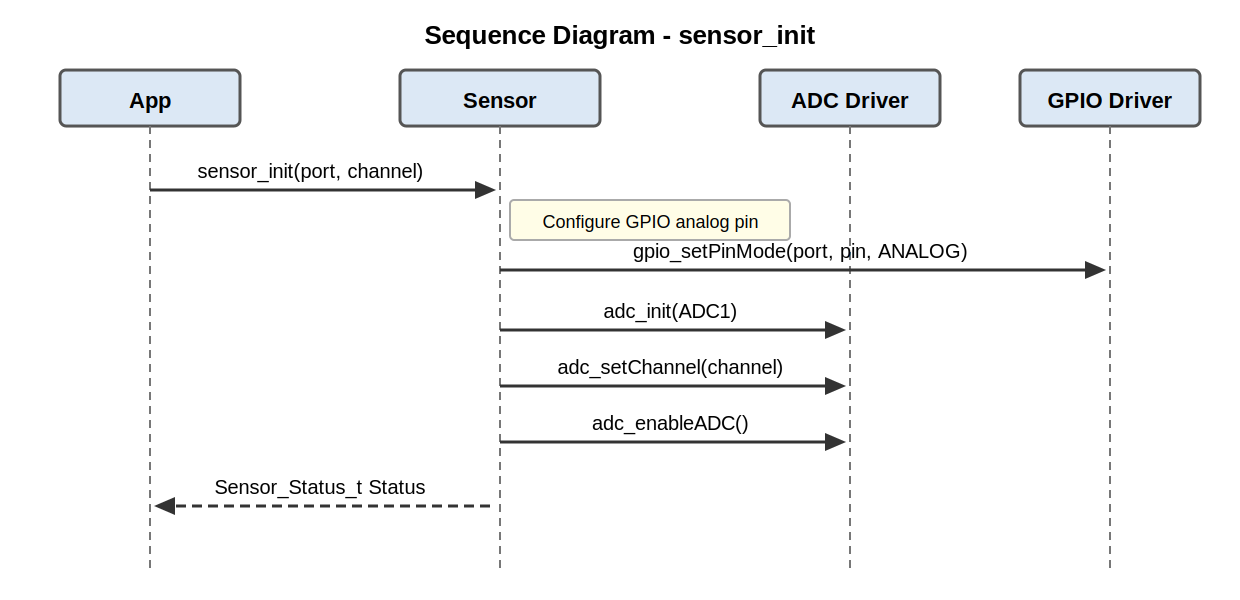 Sequence Diagram - sensor_init
App
Sensor
ADC Driver
GPIO Driver
sensor_init(port, channel)
Configure GPIO analog pin
gpio_setPinMode(port, pin, ANALOG)
adc_init(ADC1)
adc_setChannel(channel)
adc_enableADC()
Sensor_Status_t Status